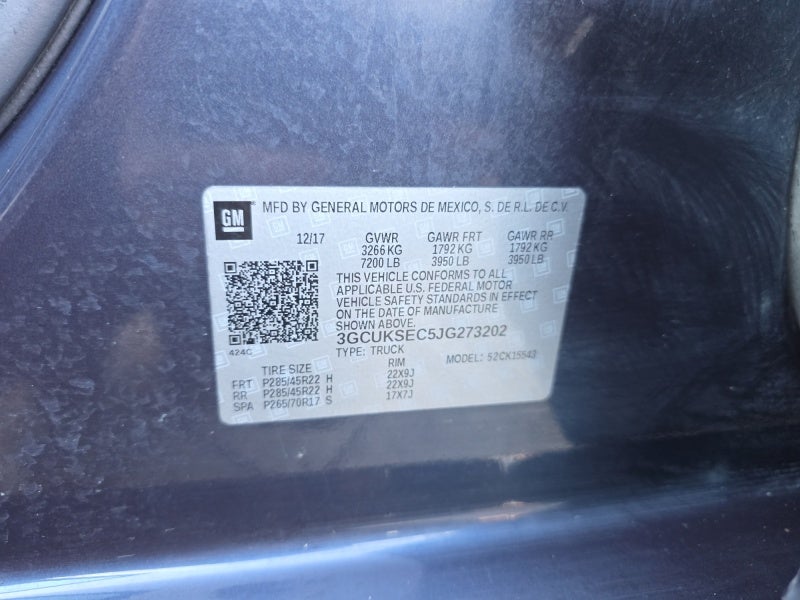 GM
MFD BY GENERAL MOTORS DE MEXICO, S. DE R.L. DE C.V.
12/17 GVWR GAWR FRT GAWR RR
3266 KG 1792 KG 1792 KG
7200 LB 3950 LB 3950 LB
THIS VEHICLE CONFORMS TO ALL
APPLICABLE U.S. FEDERAL MOTOR
VEHICLE SAFETY STANDARDS IN EFFECT
ON THE DATE OF MANUFACTURE
SHOWN ABOVE.
424C 3GCUKSEC5JG273202
TYPE: TRUCK MODEL: 52CK15543
TIRE SIZE RIM
FRT P285/45R22 H 22X9J
RR P285/45R22 H 22X9J
SPA P265/70R17 S 17X7J